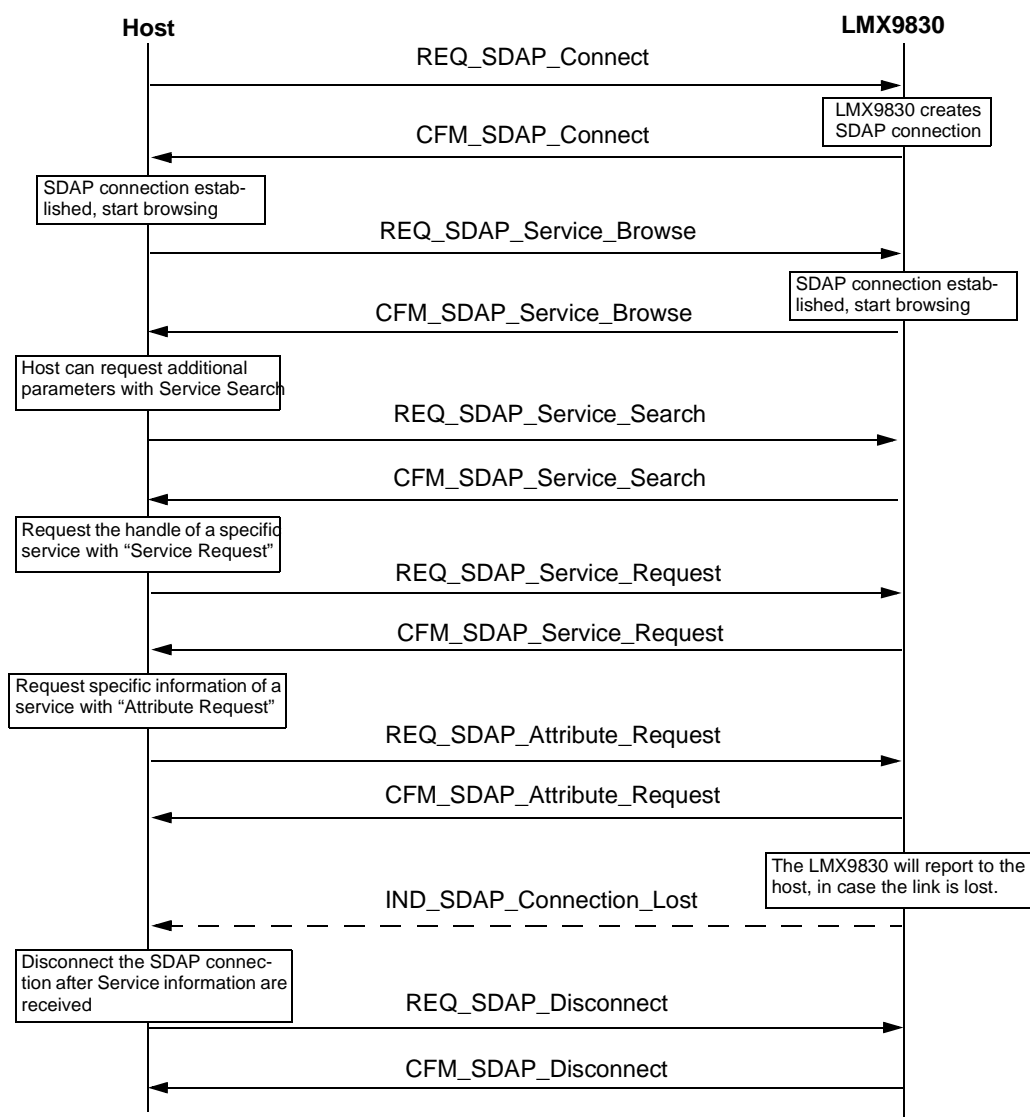 Host
LMX9830
REQ_SDAP_Connect
LMX9830 creates
SDAP connection
CFM_SDAP_Connect
SDAP connection estab-
lished, start browsing
REQ_SDAP_Service_Browse
SDAP connection estab-
lished, start browsing
CFM_SDAP_Service_Browse
Host can request additional
parameters with Service Search
REQ_SDAP_Service_Search
CFM_SDAP_Service_Search
Request the handle of a specific
service with “Service Request”
REQ_SDAP_Service_Request
CFM_SDAP_Service_Request
Request specific information of a
service with “Attribute Request”
REQ_SDAP_Attribute_Request
CFM_SDAP_Attribute_Request
The LMX9830 will report to the
host, in case the link is lost.
IND_SDAP_Connection_Lost
Disconnect the SDAP connec-
tion after Service information are
received
REQ_SDAP_Disconnect
CFM_SDAP_Disconnect